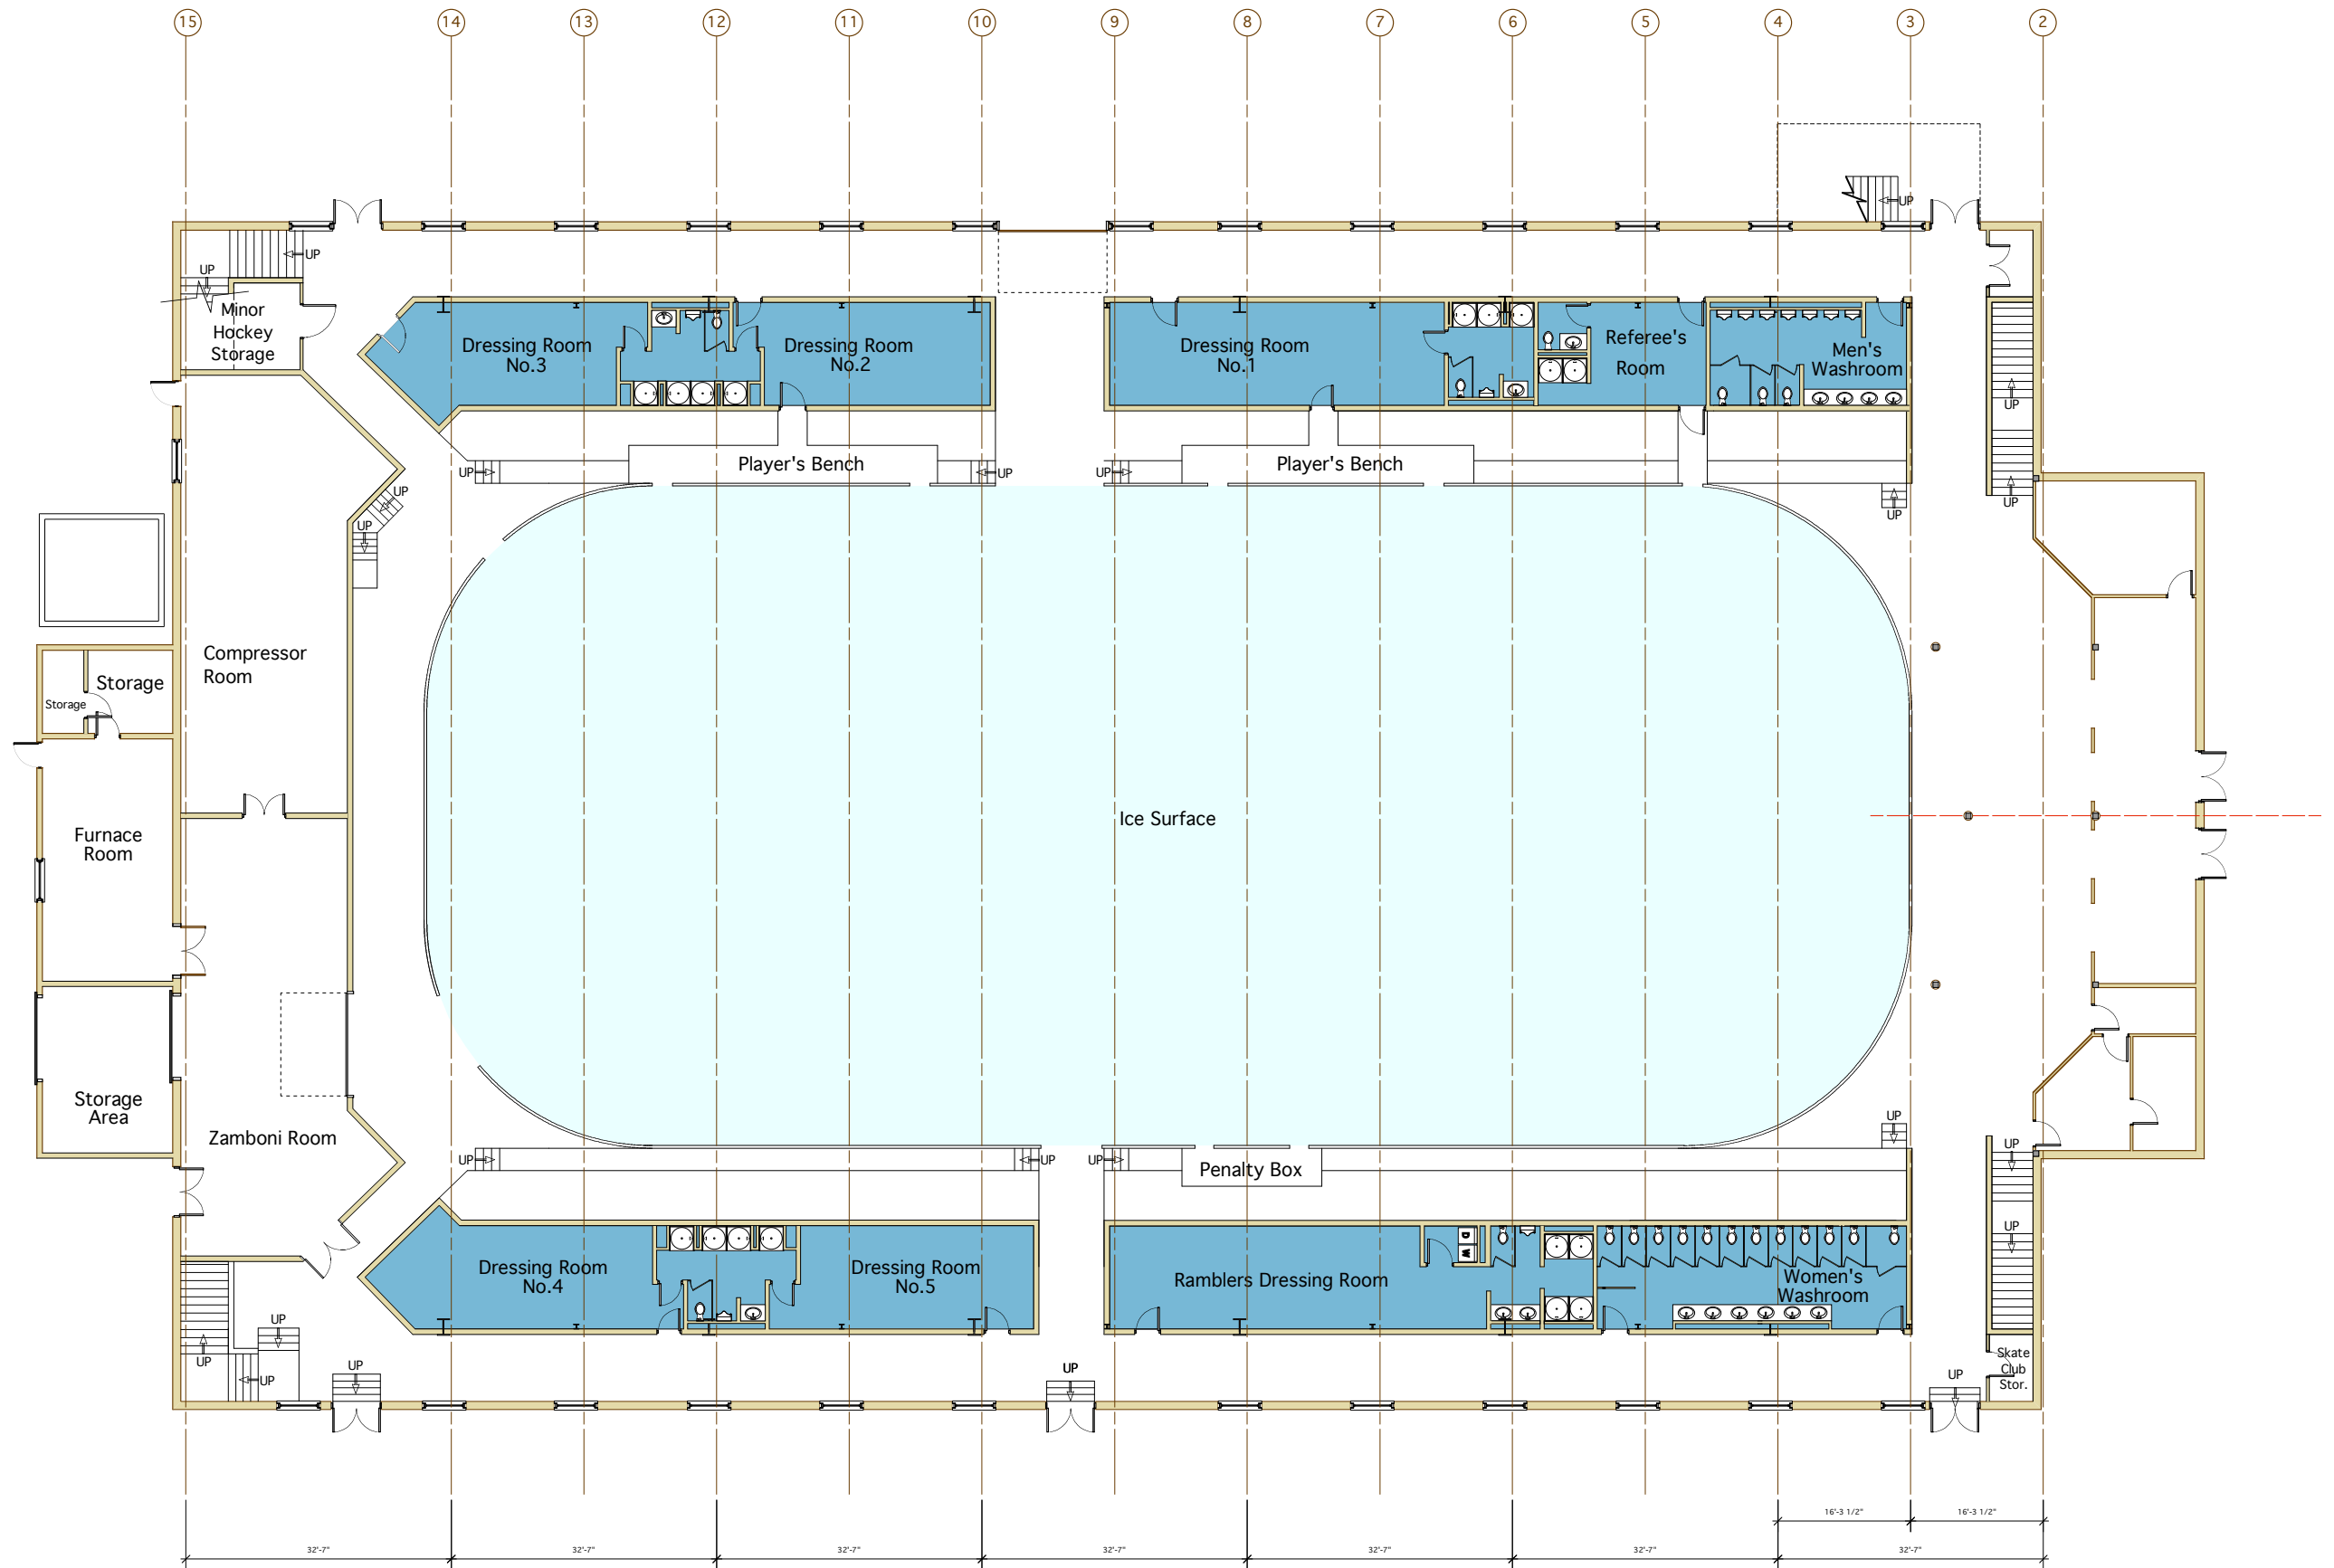 15 14 13 12 11 10 9 8 7 6 5 4 3 2
UP
UP
UP
Minor
Hockey
Storage
Dressing Room
No.3
Dressing Room
No.2
Dressing Room
No.1
Referee's
Room
Men's
Washroom
UP
UP
UP
Player's Bench
UP
UP
Player's Bench
UP
UP
UP
UP
Compressor
Room
Storage
Storage
Furnace
Room
Ice Surface
Storage
Area
Zamboni Room
UP
UP
UP
UP
Penalty Box
UP
UP
Dressing Room
No.4
Dressing Room
No.5
Ramblers Dressing Room
D
W
Women's
Washroom
UP
UP
UP
UP
UP
UP
Skate
Club
Stor.
16'-3 1/2" 16'-3 1/2"
32'-7" 32'-7" 32'-7" 32'-7" 32'-7" 32'-7" 32'-7"